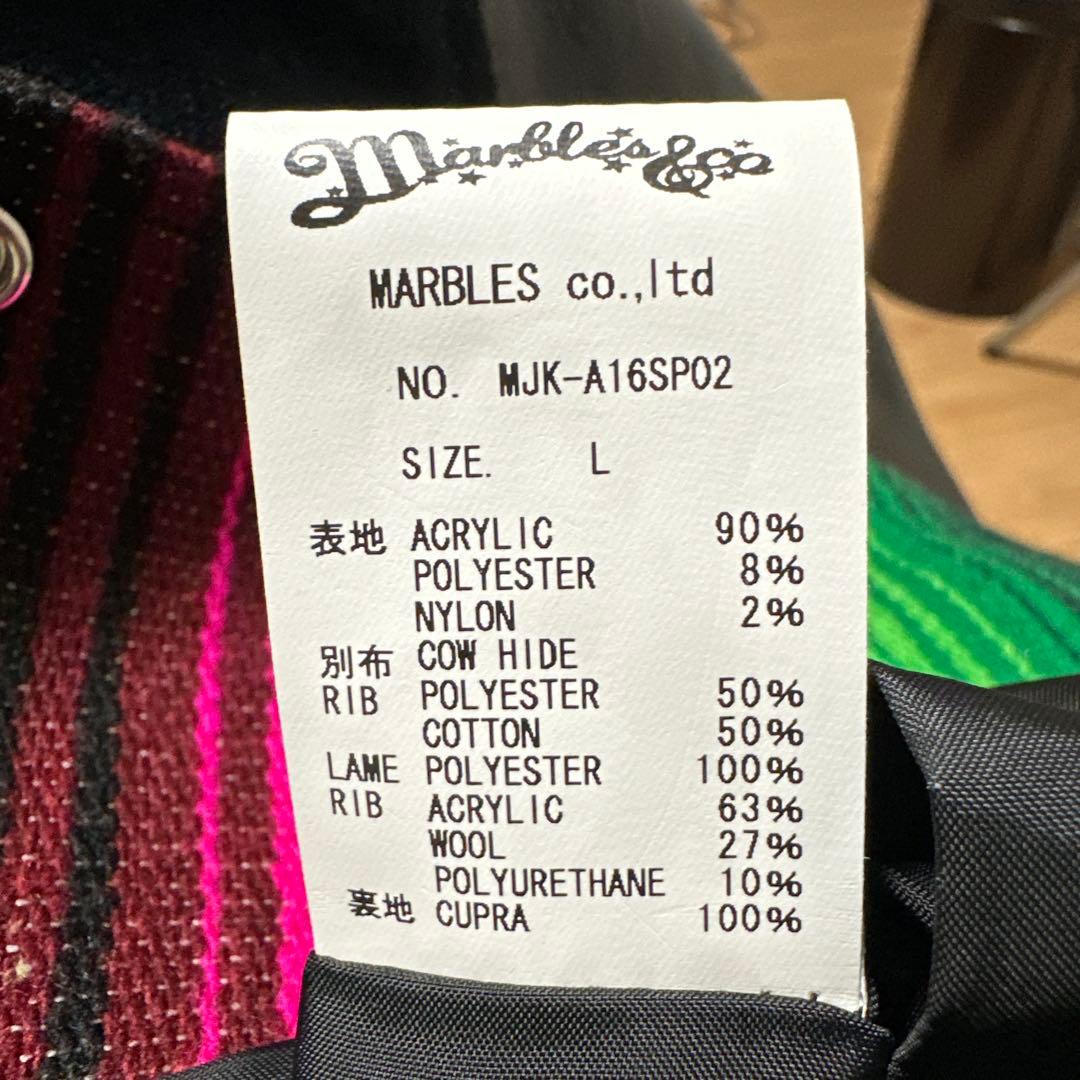 Marbles & co
MARBLES co.,ltd
NO. MJK-A16SP02
SIZE. L
表地 ACRYLIC 90%
POLYESTER 8%
NYLON 2%
別布 COW HIDE
RIB POLYESTER 50%
COTTON 50%
LAME POLYESTER 100%
RIB ACRYLIC 63%
WOOL 27%
POLYURETHANE 10%
裏地 CUPRA 100%